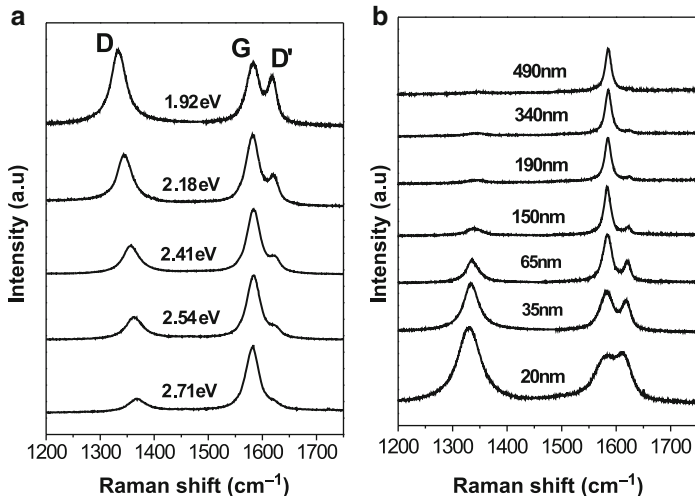 a
D
G
D'
1.92eV
2.18eV
2.41eV
2.54eV
2.71eV
Intensity (a.u)
1200 1300 1400 1500 1600 1700
Raman shift (cm⁻¹)
b
490nm
340nm
190nm
150nm
65nm
35nm
20nm
Intensity (a.u)
1200 1300 1400 1500 1600 1700
Raman shift (cm⁻¹)